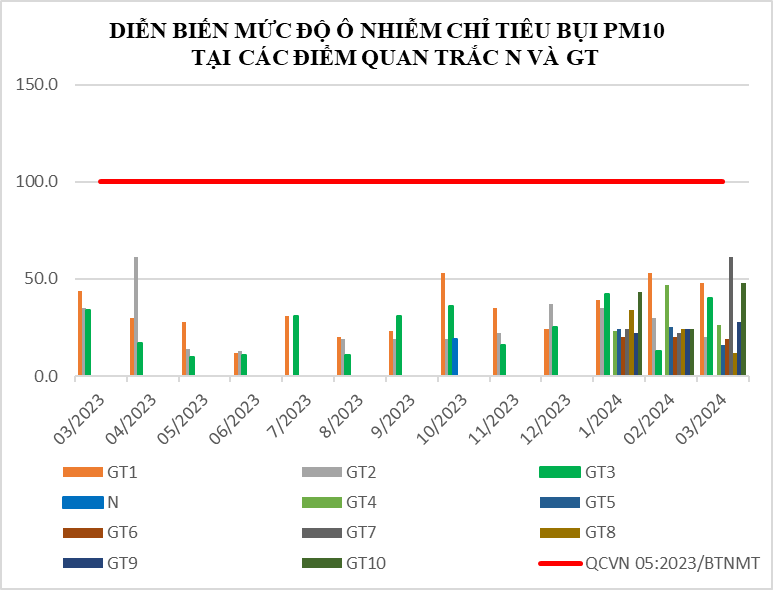 DIỄN BIẾN MỨC ĐỘ Ô NHIỄM CHỈ TIÊU BỤI PM10
TẠI CÁC ĐIỂM QUAN TRẮC N VÀ GT
150.0
100.0
50.0
0.0
03/2023
04/2023
05/2023
06/2023
7/2023
8/2023
9/2023
10/2023
11/2023
12/2023
1/2024
02/2024
03/2024
GT1 GT2 GT3
N GT4 GT5
GT6 GT7 GT8
GT9 GT10 QCVN 05:2023/BTNMT